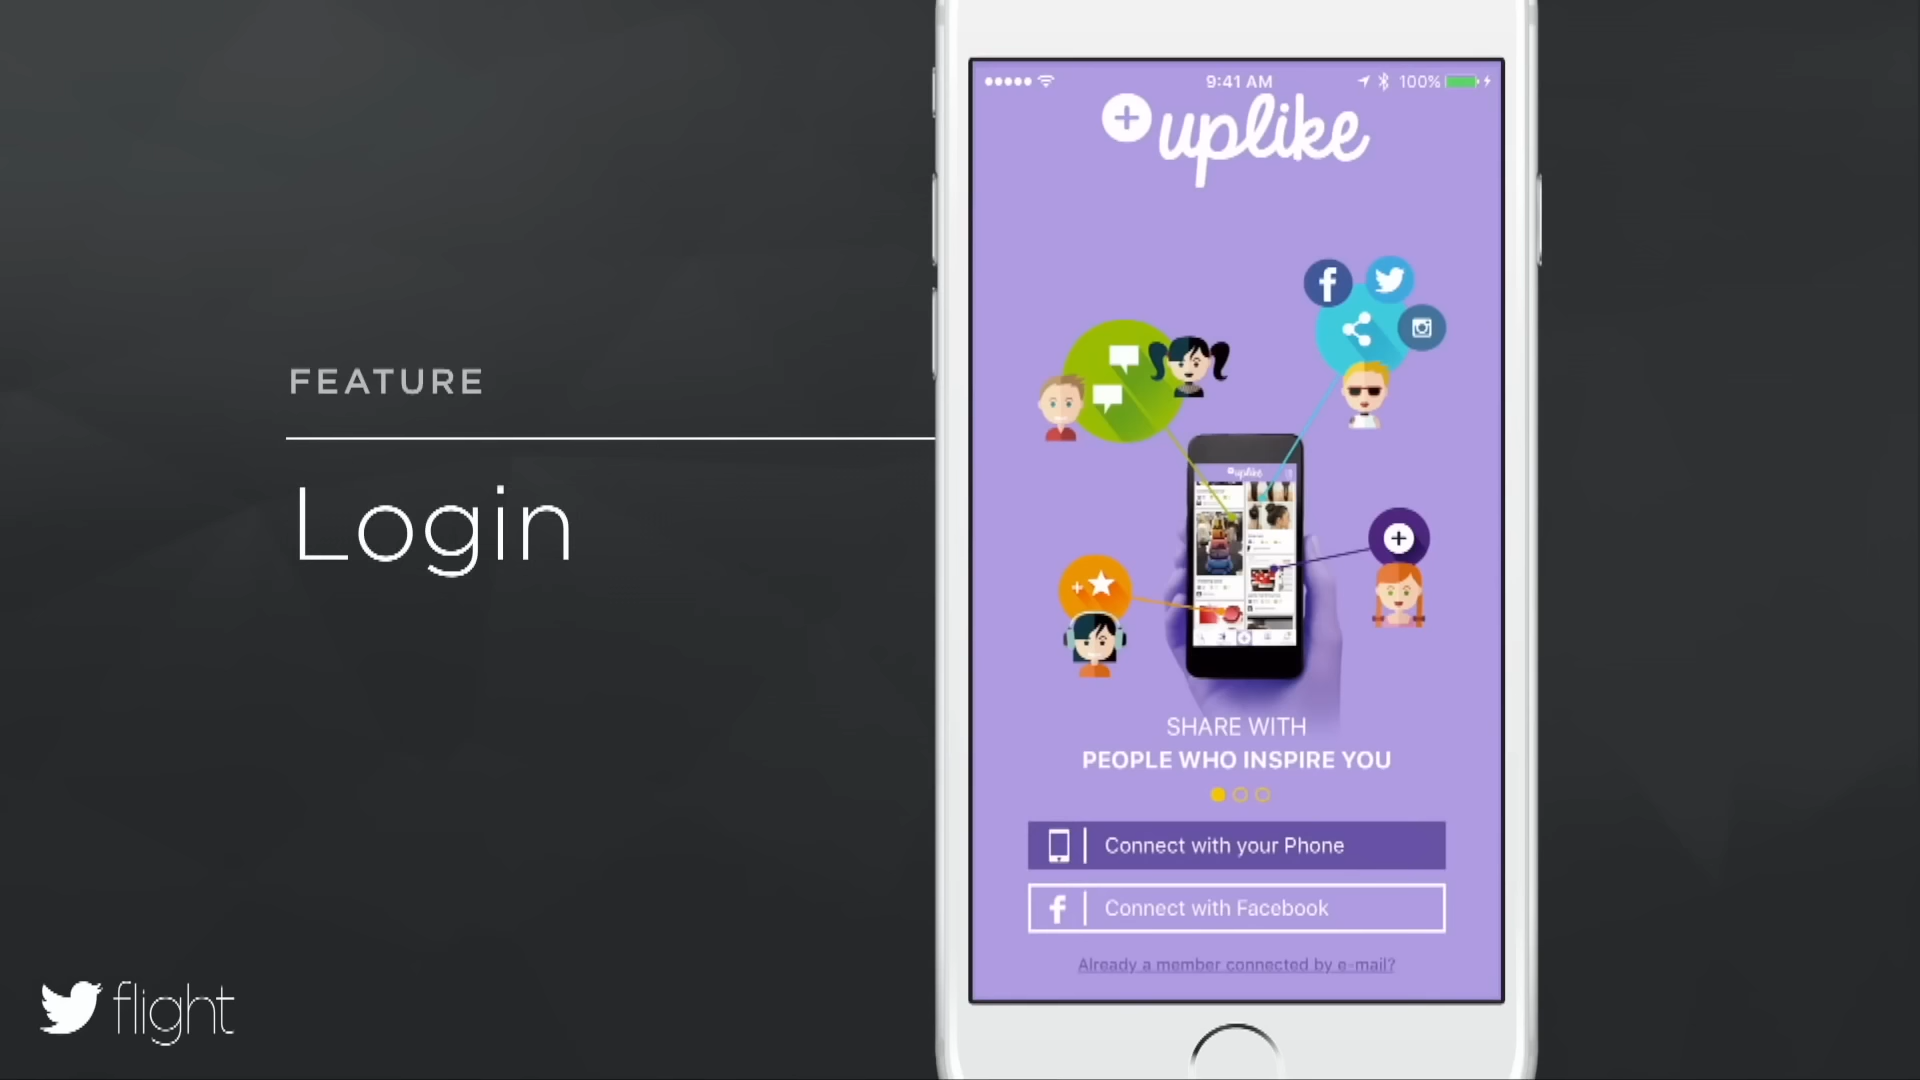 FEATURE
Login
flight
9:41 AM
100%
uplike
uplike
SHARE WITH
PEOPLE WHO INSPIRE YOU
Connect with your Phone
Connect with Facebook
Already a member connected by e-mail?